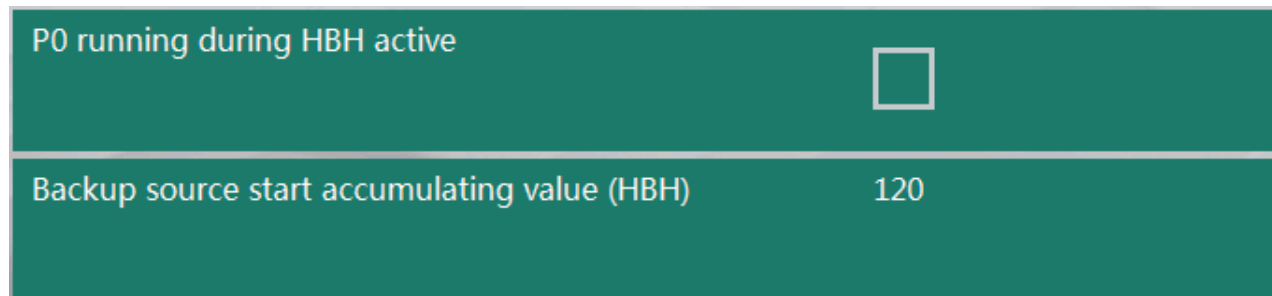 P0 running during HBH active
Backup source start accumulating value (HBH) 120